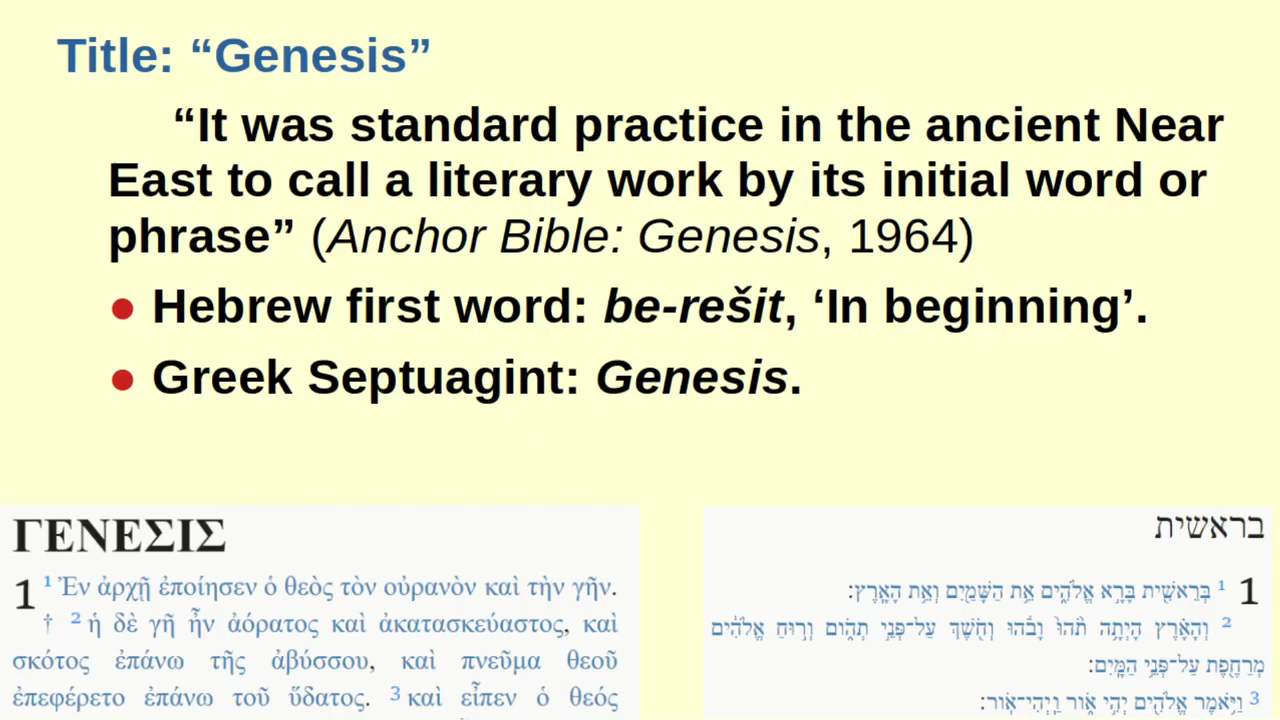 Title: “Genesis”
“It was standard practice in the ancient Near
East to call a literary work by its initial word or
phrase” (Anchor Bible: Genesis, 1964)
● Hebrew first word: be-rešit, ‘In beginning’.
● Greek Septuagint: Genesis.
ΓΕΝΕΣΙΣ
1 1 Ἐν ἀρχῇ ἐποίησεν ὁ θεὸς τὸν οὐρανὸν καὶ τὴν γῆν.
† 2 ἡ δὲ γῆ ἦν ἀόρατος καὶ ἀκατασκεύαστος, καὶ
σκότος ἐπάνω τῆς ἀβύσσου, καὶ πνεῦμα θεοῦ
ἐπεφέρετο ἐπάνω τοῦ ὕδατος. 3 καὶ εἶπεν ὁ θεός
בראשית
1 1 בְּרֵאשִׁ֖ית בָּרָ֣א אֱלֹהִ֑ים אֵ֥ת הַשָּׁמַ֖יִם וְאֵ֥ת הָאָֽרֶץ׃
2 וְהָאָ֗רֶץ הָיְתָ֥ה תֹ֙הוּ֙ וָבֹ֔הוּ וְחֹ֖שֶׁךְ עַל־פְּנֵ֣י תְה֑וֹם וְר֣וּחַ אֱלֹהִ֔ים
מְרַחֶ֖פֶת עַל־פְּנֵ֥י הַמָּֽיִם׃
3 וַיֹּ֥אמֶר אֱלֹהִ֖ים יְהִ֣י א֑וֹר וַֽיְהִי־אֽוֹר׃